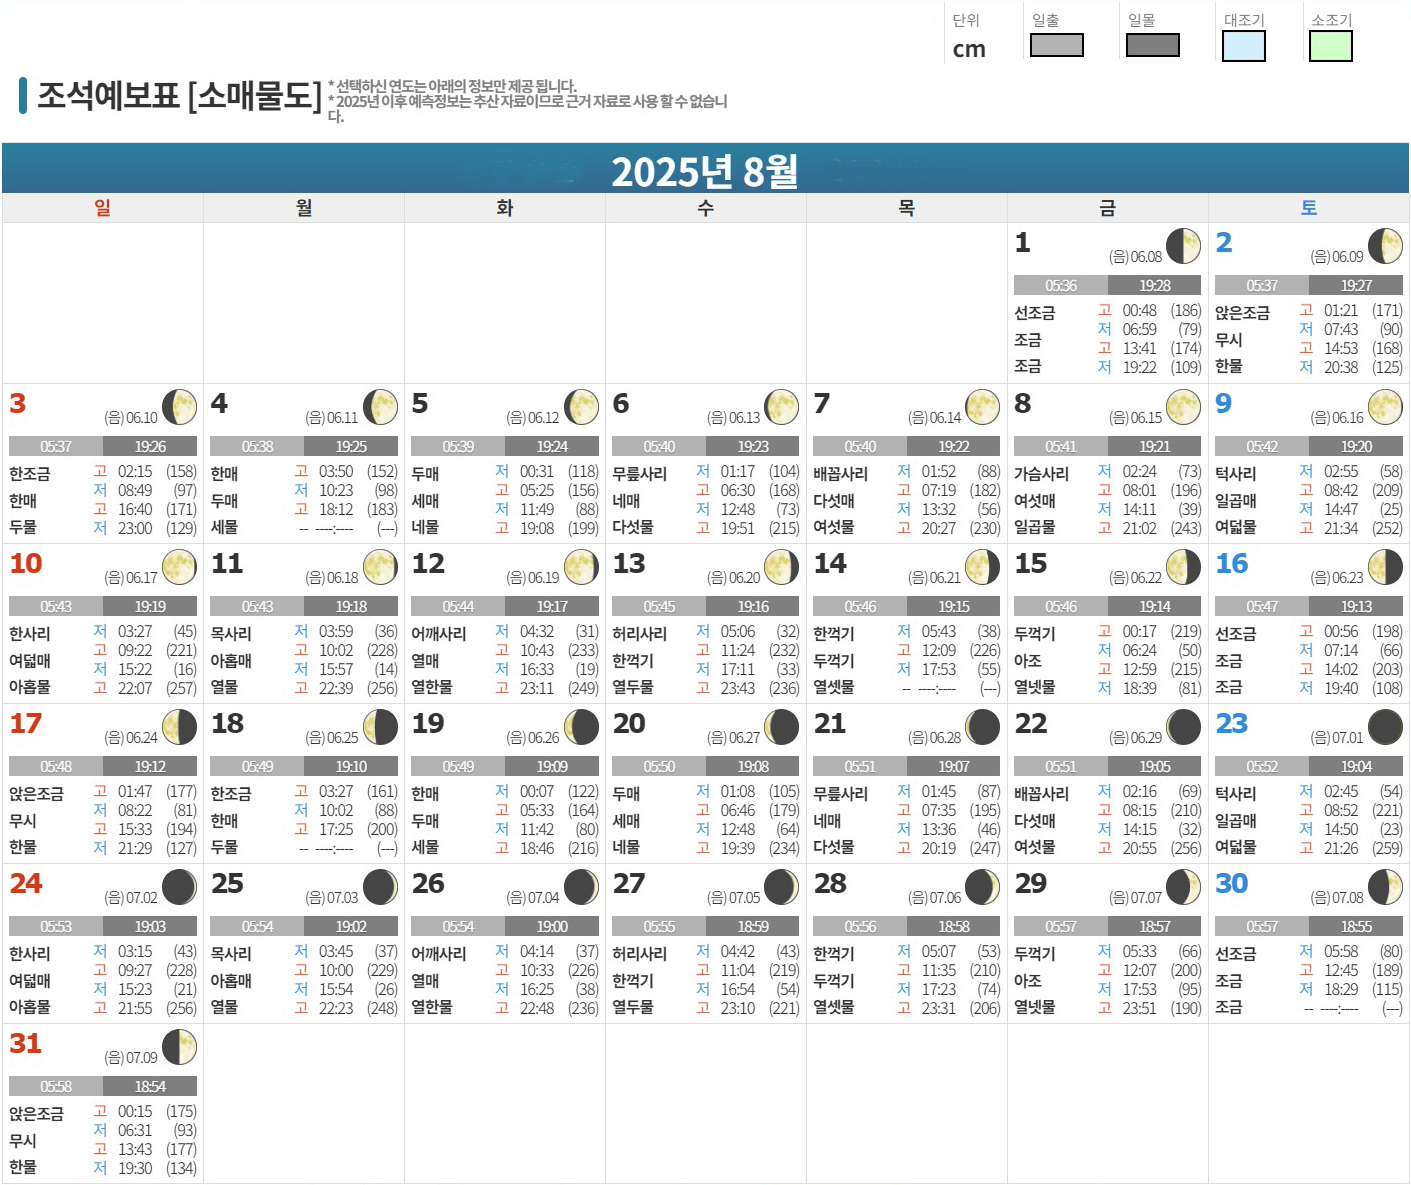 단위 일출 일몰 대조기 소조기
cm
조석예보표 [소매물도]
* 선택하신 연도는 아래의 정보만 제공 됩니다.
* 2025년 이후 예측정보는 추산 자료이므로 근거 자료로 사용 할 수 없습니
다.
2025년 8월
일 월 화 수 목 금 토
1 (음) 06.08
05:36 19:28
선조금 고 00:48 (186)
저 06:59 (79)
조금 고 13:41 (174)
조금 저 19:22 (109)
2 (음) 06.09
05:37 19:27
앉은조금 고 01:21 (171)
저 07:43 (90)
무시 고 14:53 (168)
한물 저 20:38 (125)
3 (음) 06.10
05:37 19:26
한조금 고 02:15 (158)
저 08:49 (97)
한매 고 16:40 (171)
두물 저 23:00 (129)
4 (음) 06.11
05:38 19:25
한매 고 03:50 (152)
저 10:23 (98)
두매 고 18:12 (183)
세물 -- ----:---- (---)
5 (음) 06.12
05:39 19:24
두매 저 00:31 (118)
고 05:25 (156)
세매 저 11:49 (88)
네물 고 19:08 (199)
6 (음) 06.13
05:40 19:23
무릎사리 저 01:17 (104)
고 06:30 (168)
네매 저 12:48 (73)
다섯물 고 19:51 (215)
7 (음) 06.14
05:40 19:22
배꼽사리 저 01:52 (88)
고 07:19 (182)
다섯매 저 13:32 (56)
여섯물 고 20:27 (230)
8 (음) 06.15
05:41 19:21
가슴사리 저 02:24 (73)
고 08:01 (196)
여섯매 저 14:11 (39)
일곱물 고 21:02 (243)
9 (음) 06.16
05:42 19:20
턱사리 저 02:55 (58)
고 08:42 (209)
일곱매 저 14:47 (25)
여덟물 고 21:34 (252)
10 (음) 06.17
05:43 19:19
한사리 저 03:27 (45)
고 09:22 (221)
여덟매 저 15:22 (16)
아홉물 고 22:07 (257)
11 (음) 06.18
05:43 19:18
목사리 저 03:59 (36)
고 10:02 (228)
아홉매 저 15:57 (14)
열물 고 22:39 (256)
12 (음) 06.19
05:44 19:17
어깨사리 저 04:32 (31)
고 10:43 (233)
열매 저 16:33 (19)
열한물 고 23:11 (249)
13 (음) 06.20
05:45 19:16
허리사리 저 05:06 (32)
고 11:24 (232)
한꺽기 저 17:11 (33)
열두물 고 23:43 (236)
14 (음) 06.21
05:46 19:15
한꺽기 저 05:43 (38)
고 12:09 (226)
두꺽기 저 17:53 (55)
열셋물 -- ----:---- (---)
15 (음) 06.22
05:46 19:14
두꺽기 고 00:17 (219)
저 06:24 (50)
아조 고 12:59 (215)
열넷물 저 18:39 (81)
16 (음) 06.23
05:47 19:13
선조금 고 00:56 (198)
저 07:14 (66)
조금 고 14:02 (203)
조금 저 19:40 (108)
17 (음) 06.24
05:48 19:12
앉은조금 고 01:47 (177)
저 08:22 (81)
무시 고 15:33 (194)
한물 저 21:29 (127)
18 (음) 06.25
05:49 19:10
한조금 고 03:27 (161)
저 10:02 (88)
한매 고 17:25 (200)
두물 -- ----:---- (---)
19 (음) 06.26
05:49 19:09
한매 저 00:07 (122)
고 05:33 (164)
두매 저 11:42 (80)
세물 고 18:46 (216)
20 (음) 06.27
05:50 19:08
두매 저 01:08 (105)
고 06:46 (179)
세매 저 12:48 (64)
네물 고 19:39 (234)
21 (음) 06.28
05:51 19:07
무릎사리 저 01:45 (87)
고 07:35 (195)
네매 저 13:36 (46)
다섯물 고 20:19 (247)
22 (음) 06.29
05:51 19:05
배꼽사리 저 02:16 (69)
고 08:15 (210)
다섯매 저 14:15 (32)
여섯물 고 20:55 (256)
23 (음) 07.01
05:52 19:04
턱사리 저 02:45 (54)
고 08:52 (221)
일곱매 저 14:50 (23)
여덟물 고 21:26 (259)
24 (음) 07.02
05:53 19:03
한사리 저 03:15 (43)
고 09:27 (228)
여덟매 저 15:23 (21)
아홉물 고 21:55 (256)
25 (음) 07.03
05:54 19:02
목사리 저 03:45 (37)
고 10:00 (229)
아홉매 저 15:54 (26)
열물 고 22:23 (248)
26 (음) 07.04
05:54 19:00
어깨사리 저 04:14 (37)
고 10:33 (226)
열매 저 16:25 (38)
열한물 고 22:48 (236)
27 (음) 07.05
05:55 18:59
허리사리 저 04:42 (43)
고 11:04 (219)
한꺽기 저 16:54 (54)
열두물 고 23:10 (221)
28 (음) 07.06
05:56 18:58
한꺽기 저 05:07 (53)
고 11:35 (210)
두꺽기 저 17:23 (74)
열셋물 고 23:31 (206)
29 (음) 07.07
05:57 18:57
두꺽기 저 05:33 (66)
고 12:07 (200)
아조 저 17:53 (95)
열넷물 고 23:51 (190)
30 (음) 07.08
05:57 18:55
선조금 저 05:58 (80)
고 12:45 (189)
조금 저 18:29 (115)
조금 -- ----:---- (---)
31 (음) 07.09
05:58 18:54
앉은조금 고 00:15 (175)
저 06:31 (93)
무시 고 13:43 (177)
한물 저 19:30 (134)